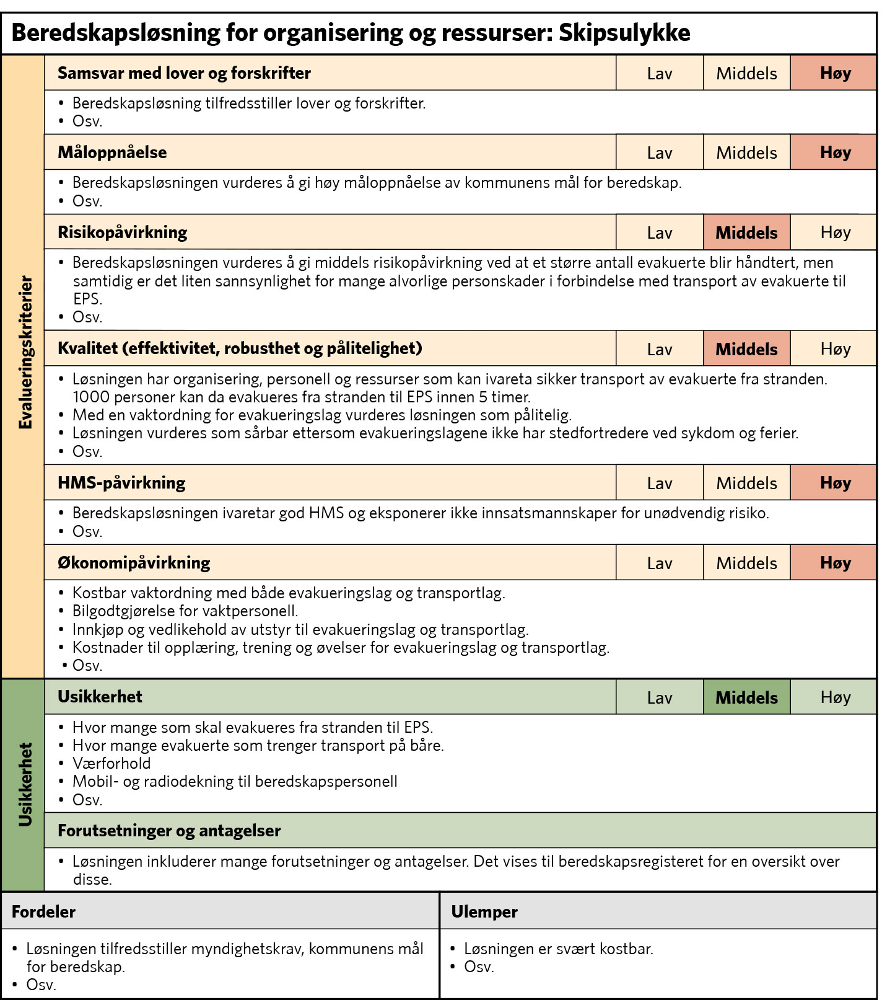 Beredskapsløsning for organisering og ressurser: Skipsulykke
Evalueringskriterier
Samsvar med lover og forskrifter Lav Middels Høy
• Beredskapsløsning tilfredsstiller lover og forskrifter.
• Osv.
Måloppnåelse Lav Middels Høy
• Beredskapsløsningen vurderes å gi høy måloppnåelse av kommunens mål for beredskap.
• Osv.
Risikopåvirkning Lav Middels Høy
• Beredskapsløsningen vurderes å gi middels risikopåvirkning ved at et større antall evakuerte blir håndtert, men
samtidig er det liten sannsynlighet for mange alvorlige personskader i forbindelse med transport av evakuerte til
EPS.
• Osv.
Kvalitet (effektivitet, robusthet og pålitelighet) Lav Middels Høy
• Løsningen har organisering, personell og ressurser som kan ivareta sikker transport av evakuerte fra stranden.
1000 personer kan da evakueres fra stranden til EPS innen 5 timer.
• Med en vaktordning for evakueringslag vurderes løsningen som pålitelig.
• Løsningen vurderes som sårbar ettersom evakueringslagene ikke har stedfortredere ved sykdom og ferier.
• Osv.
HMS-påvirkning Lav Middels Høy
• Beredskapsløsningen ivaretar god HMS og eksponerer ikke innsatsmannskaper for unødvendig risiko.
• Osv.
Økonomipåvirkning Lav Middels Høy
• Kostbar vaktordning med både evakueringslag og transportlag.
• Bilgodtgjørelse for vaktpersonell.
• Innkjøp og vedlikehold av utstyr til evakueringslag og transportlag.
• Kostnader til opplæring, trening og øvelser for evakueringslag og transportlag.
• Osv.
Usikkerhet
Usikkerhet Lav Middels Høy
• Hvor mange som skal evakueres fra stranden til EPS.
• Hvor mange evakuerte som trenger transport på båre.
• Værforhold
• Mobil- og radiodekning til beredskapspersonell
• Osv.
Forutsetninger og antagelser
• Løsningen inkluderer mange forutsetninger og antagelser. Det vises til beredskapsregisteret for en oversikt over
disse.
Fordeler
• Løsningen tilfredsstiller myndighetskrav, kommunens mål
for beredskap.
• Osv.
Ulemper
• Løsningen er svært kostbar.
• Osv.